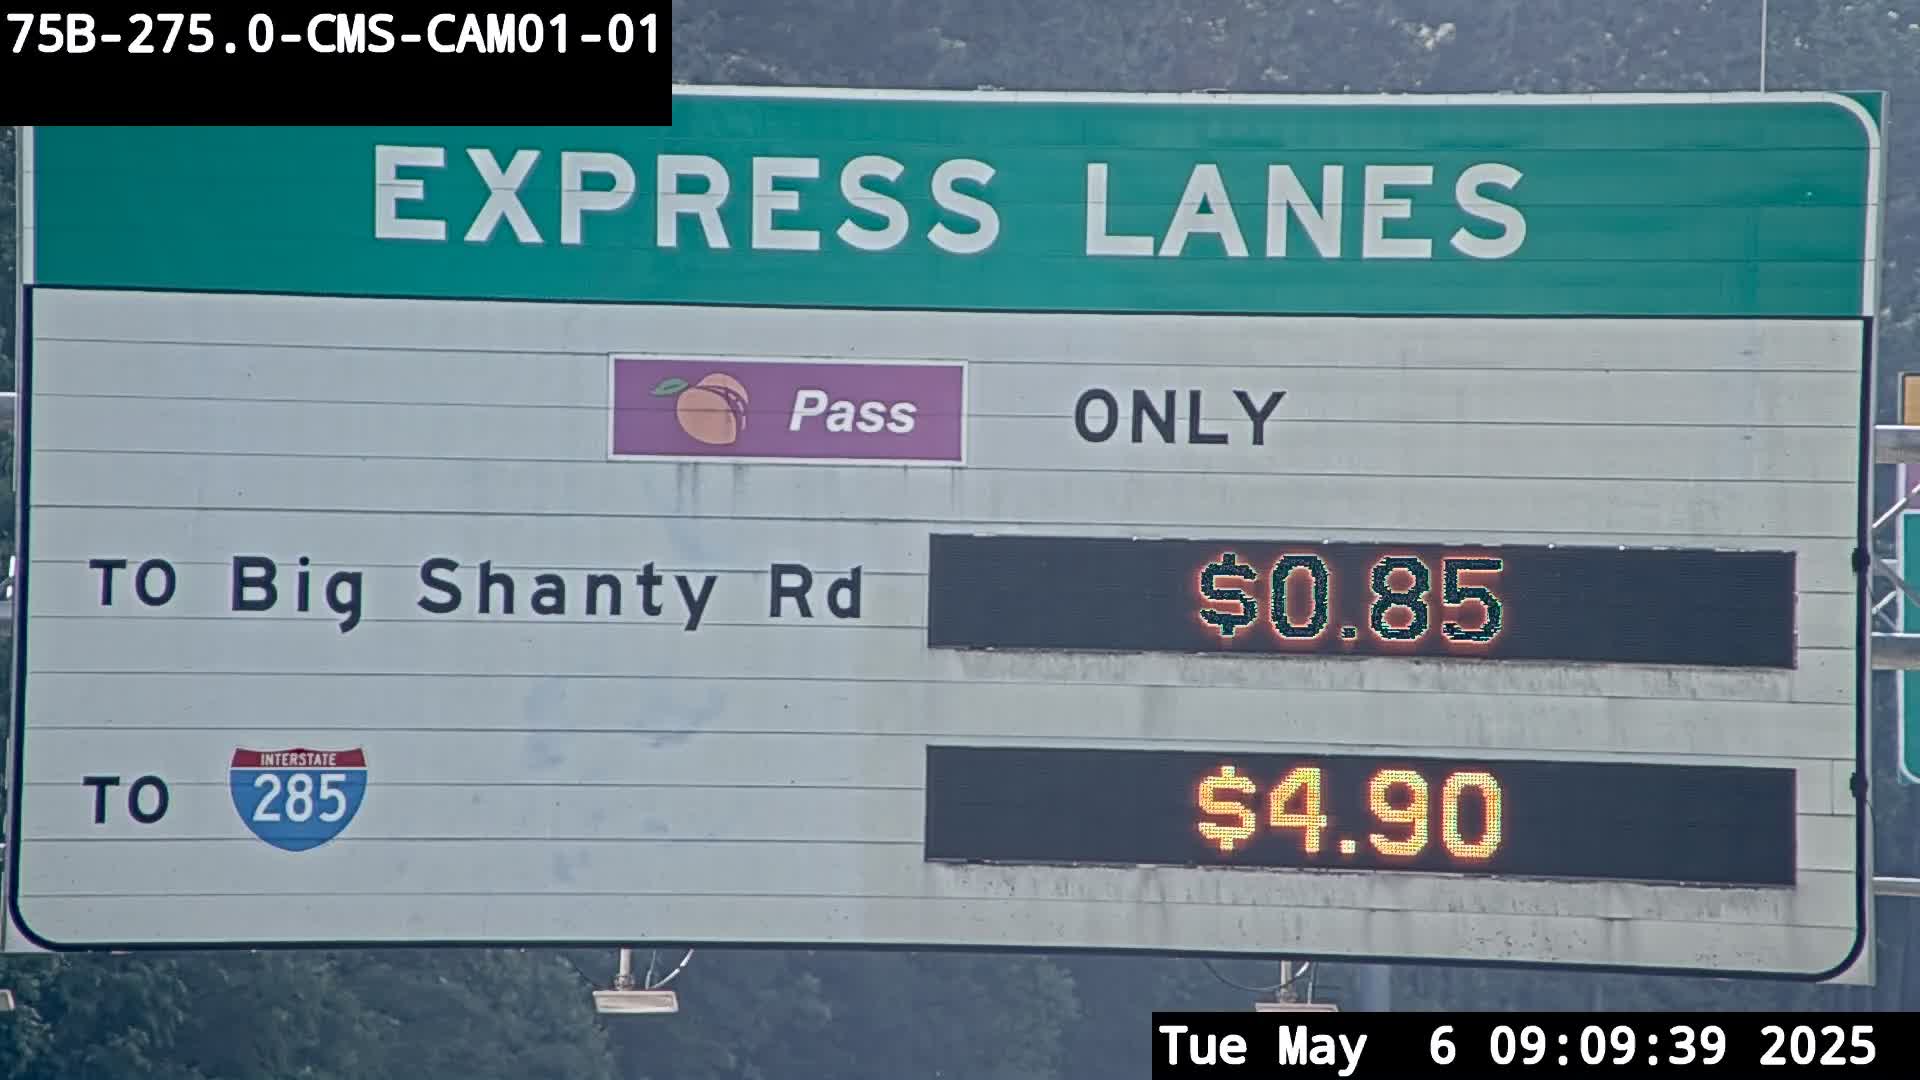 75B-275.0-CMS-CAM01-01
EXPRESS LANES
Pass ONLY
TO Big Shanty Rd $0.85
INTERSTATE
TO 285 $4.90
Tue May 6 09:09:39 2025